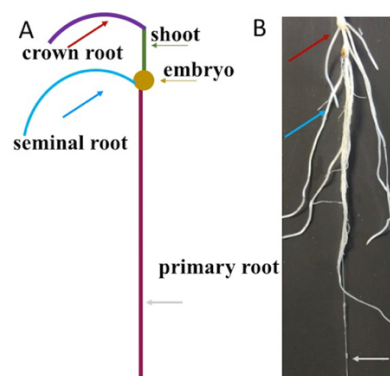 A
B
shoot
crown root
embryo
seminal root
primary root